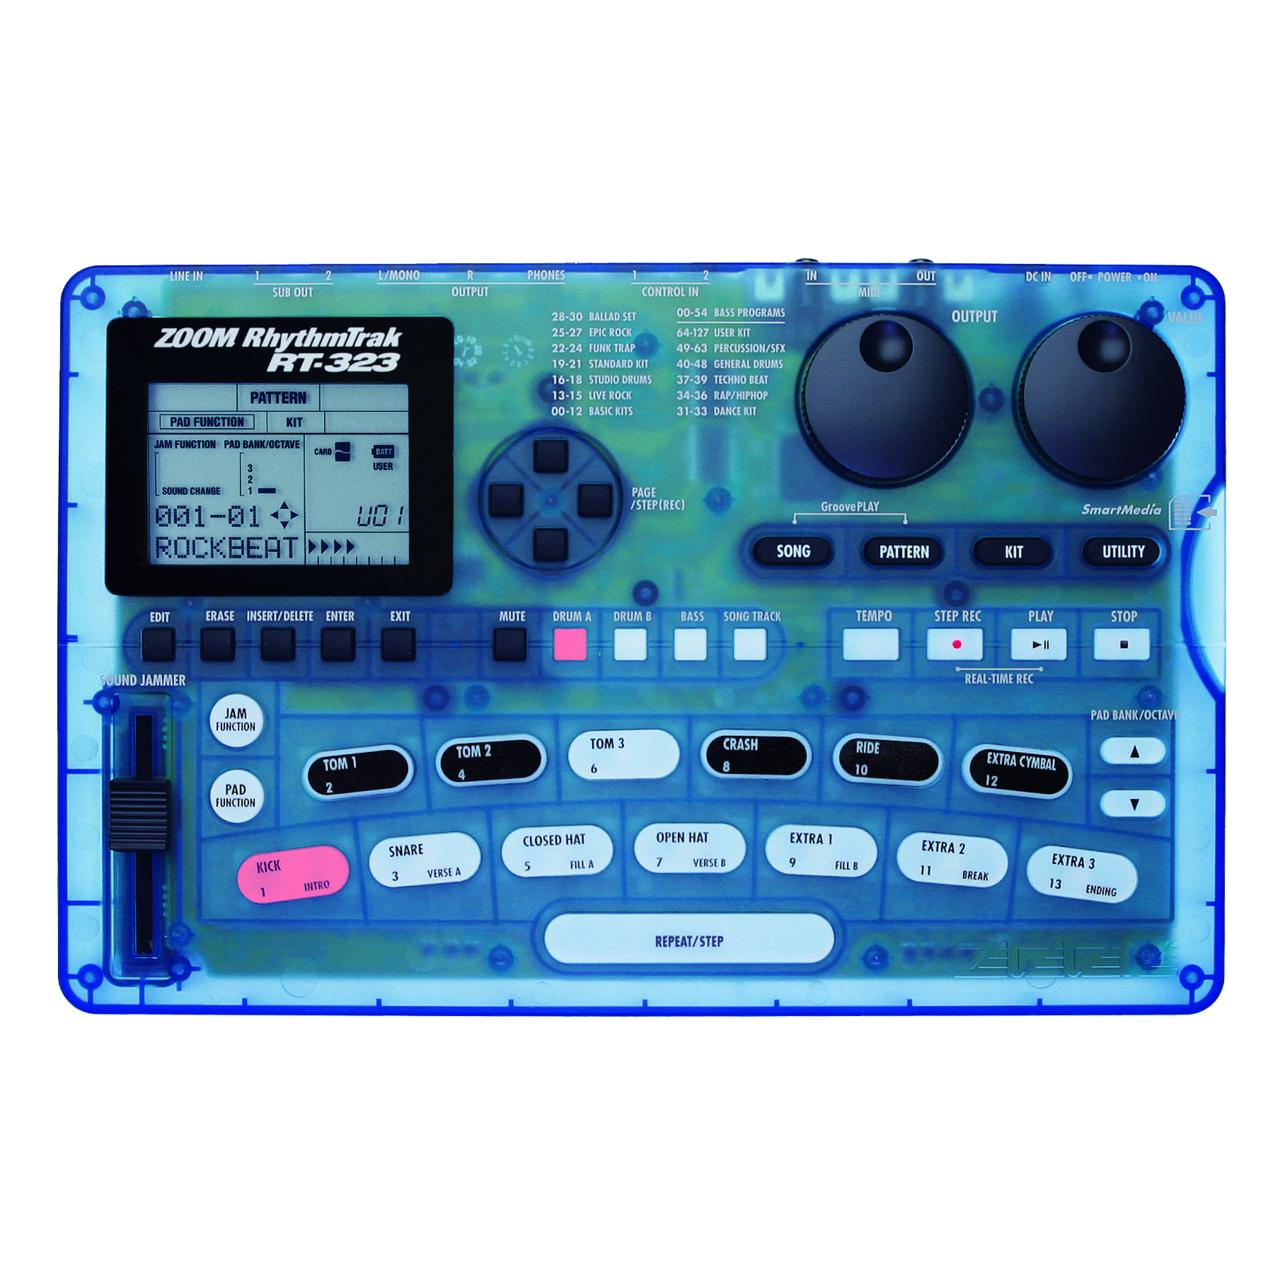 LINE IN 1 2 L/MONO R PHONES 1 2 IN OUT DC IN OFF• POWER •ON
SUB OUT OUTPUT CONTROL IN MIDI
ZOOM RhythmTrak
RT-323
28-30 BALLAD SET 00-54 BASS PROGRAMS
25-27 EPIC ROCK 64-127 USER KIT
22-24 FUNK TRAP 49-63 PERCUSSION/SFX
19-21 STANDARD KIT 40-48 GENERAL DRUMS
16-18 STUDIO DRUMS 37-39 TECHNO BEAT
13-15 LIVE ROCK 34-36 RAP/HIPHOP
00-12 BASIC KITS 31-33 DANCE KIT
OUTPUT VALUE
PATTERN
PAD FUNCTION KIT
JAM FUNCTION PAD BANK/OCTAVE
CARD BATT
USER
3
2
SOUND CHANGE 1
001-01 U01
ROCKBEAT
PAGE
/STEP(REC)
GroovePLAY SmartMedia
SONG PATTERN KIT UTILITY
EDIT ERASE INSERT/DELETE ENTER EXIT MUTE DRUM A DRUM B BASS SONG TRACK TEMPO STEP REC PLAY STOP
REAL-TIME REC
SOUND JAMMER
JAM
FUNCTION
PAD
FUNCTION
PAD BANK/OCTAVE
TOM 1
2
TOM 2
4
TOM 3
6
CRASH
8
RIDE
10
EXTRA CYMBAL
12
KICK
1 INTRO
SNARE
3 VERSE A
CLOSED HAT
5 FILL A
OPEN HAT
7 VERSE B
EXTRA 1
9 FILL B
EXTRA 2
11 BREAK
EXTRA 3
13 ENDING
REPEAT/STEP